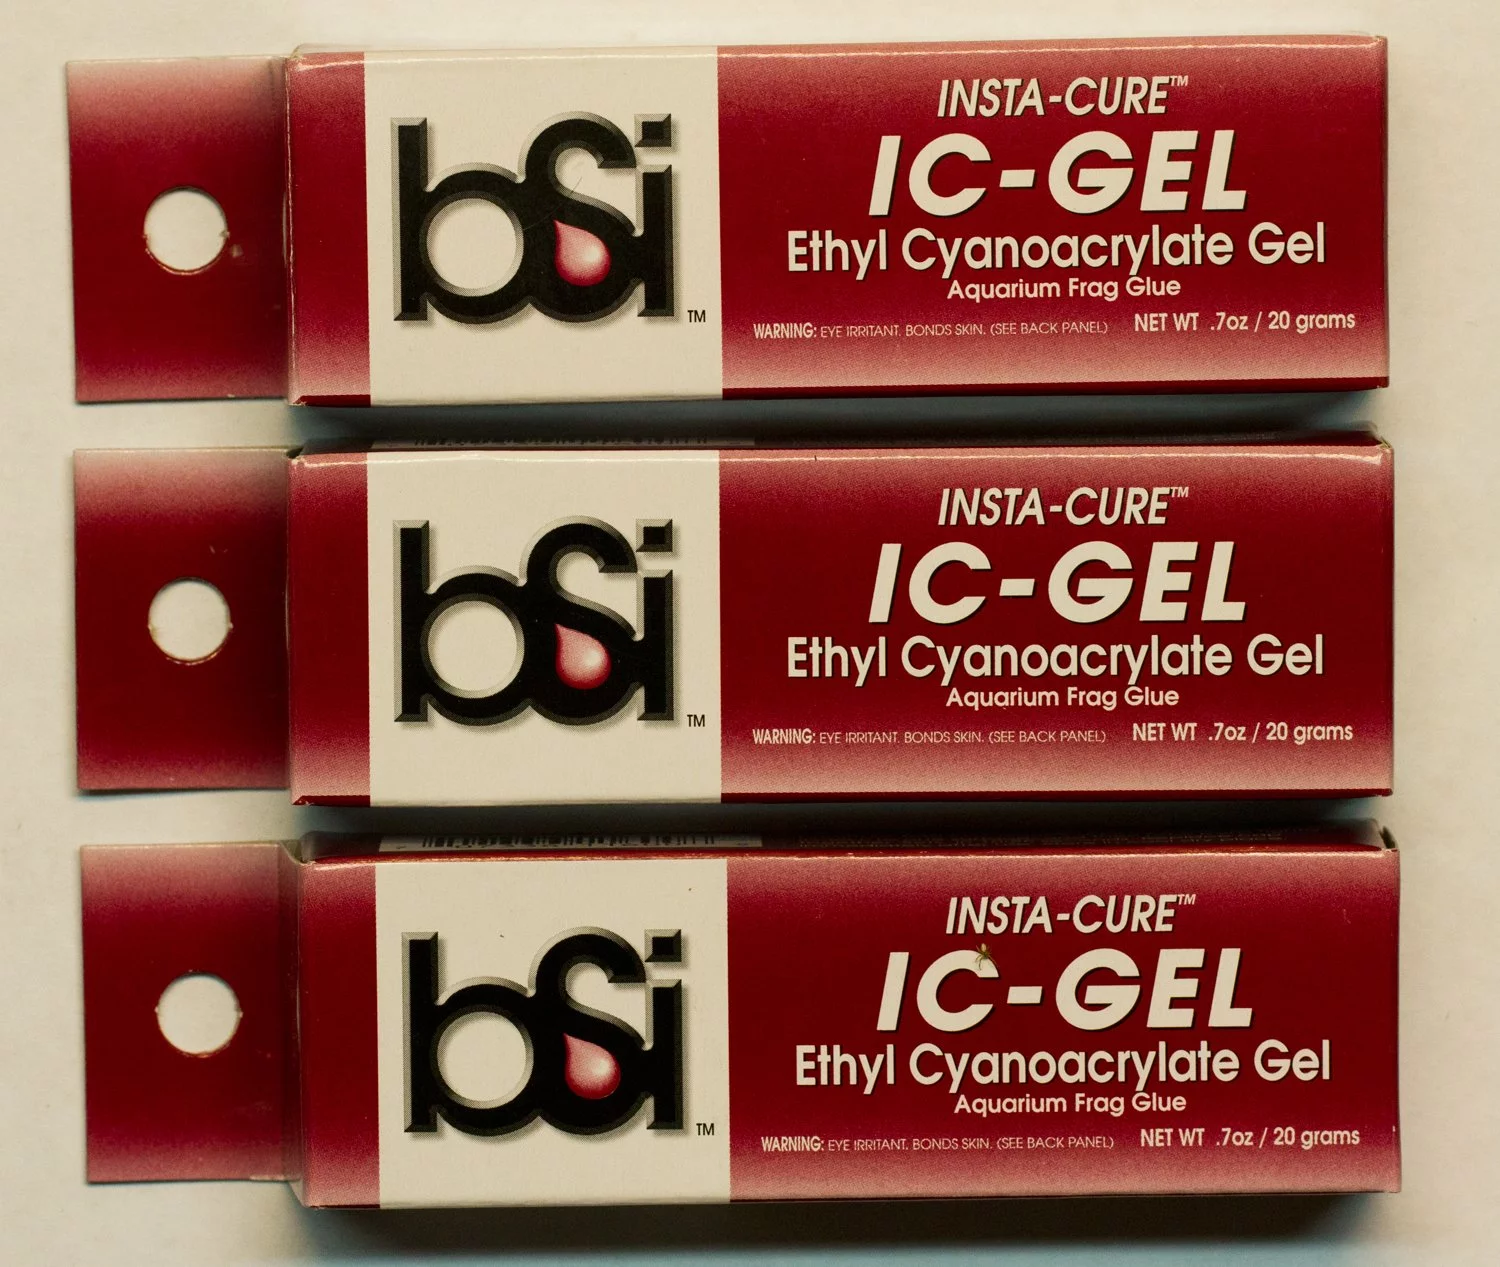 bsi
TM
INSTA-CURE™
IC-GEL
Ethyl Cyanoacrylate Gel
Aquarium Frag Glue
WARNING: EYE IRRITANT. BONDS SKIN. (SEE BACK PANEL) NET WT .7oz / 20 grams
bsi
TM
INSTA-CURE™
IC-GEL
Ethyl Cyanoacrylate Gel
Aquarium Frag Glue
WARNING: EYE IRRITANT. BONDS SKIN. (SEE BACK PANEL) NET WT .7oz / 20 grams
bsi
TM
INSTA-CURE™
IC-GEL
Ethyl Cyanoacrylate Gel
Aquarium Frag Glue
WARNING: EYE IRRITANT. BONDS SKIN. (SEE BACK PANEL) NET WT .7oz / 20 grams